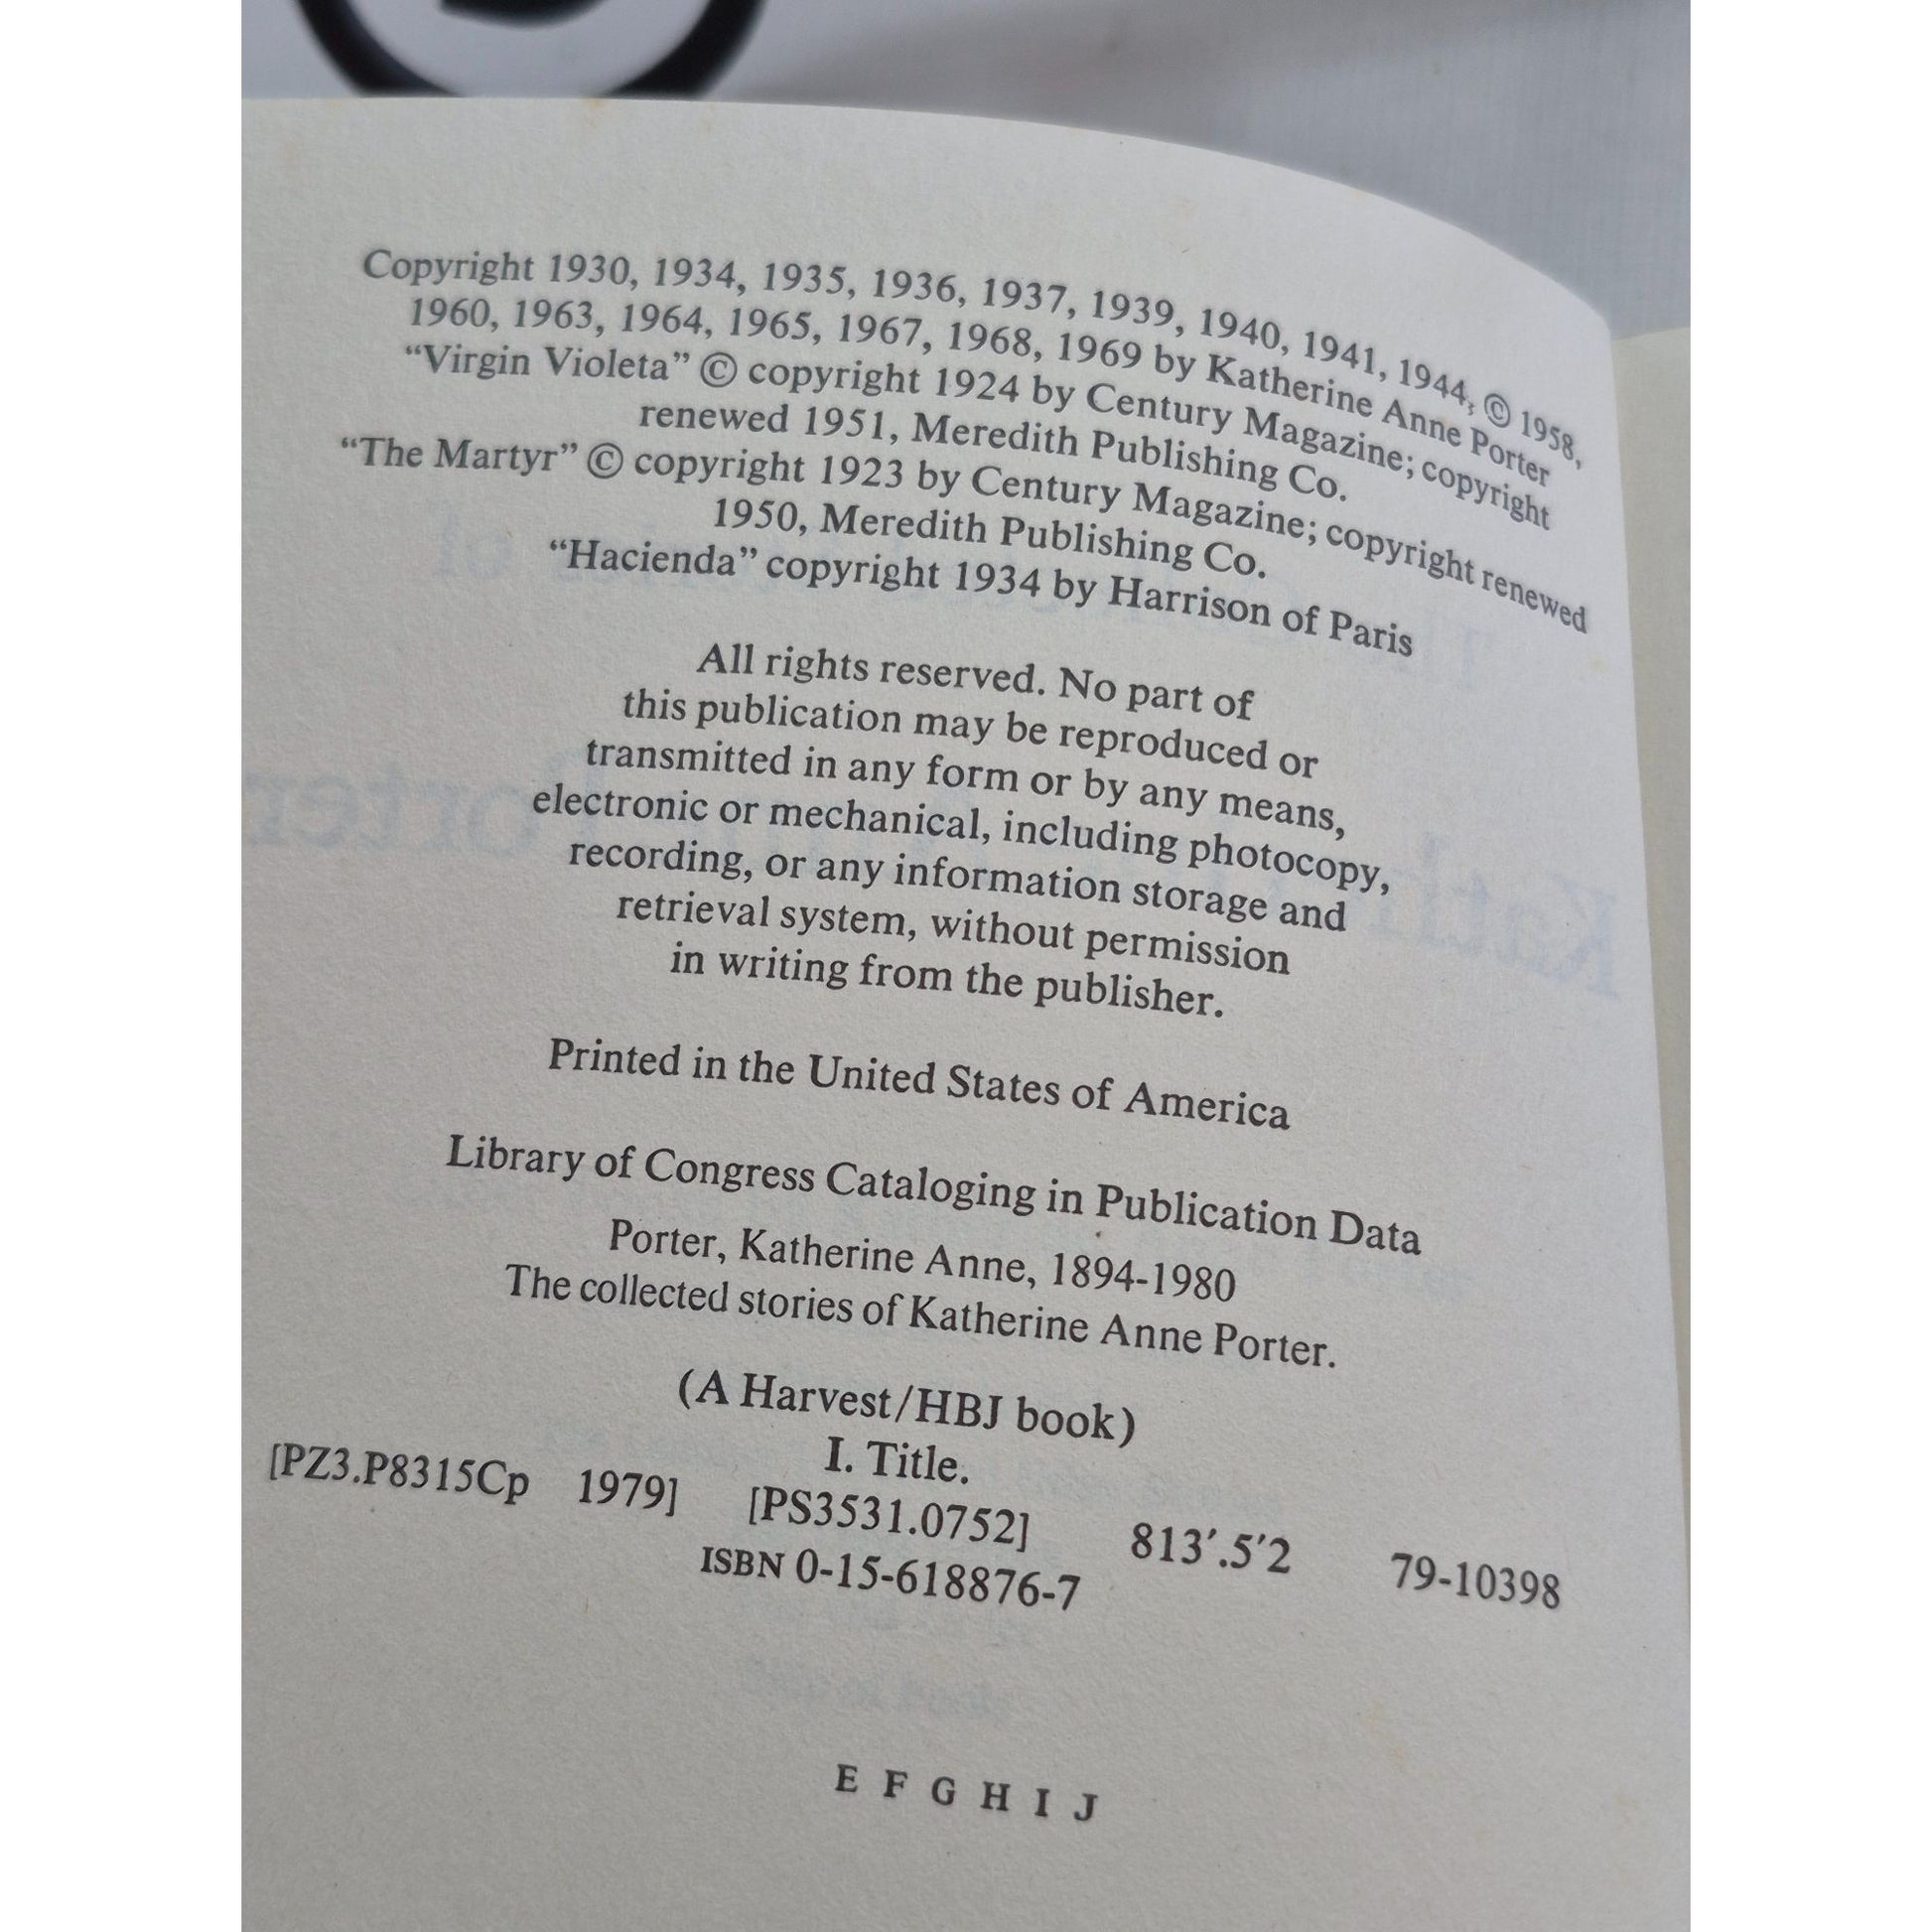 Copyright 1930, 1934, 1935, 1936, 1937, 1939, 1940, 1941, 1944, © 1958,
1960, 1963, 1964, 1965, 1967, 1968, 1969 by Katherine Anne Porter
“Virgin Violeta” © copyright 1924 by Century Magazine; copyright
renewed 1951, Meredith Publishing Co.
“The Martyr” © copyright 1923 by Century Magazine; copyright renewed
1950, Meredith Publishing Co.
“Hacienda” copyright 1934 by Harrison of Paris
All rights reserved. No part of
this publication may be reproduced or
transmitted in any form or by any means,
electronic or mechanical, including photocopy,
recording, or any information storage and
retrieval system, without permission
in writing from the publisher.
Printed in the United States of America
Library of Congress Cataloging in Publication Data
Porter, Katherine Anne, 1894-1980
The collected stories of Katherine Anne Porter.
(A Harvest/HBJ book)
I. Title.
[PZ3.P8315Cp 1979] [PS3531.0752] 813′.5′2 79-10398
ISBN 0-15-618876-7
E F G H I J